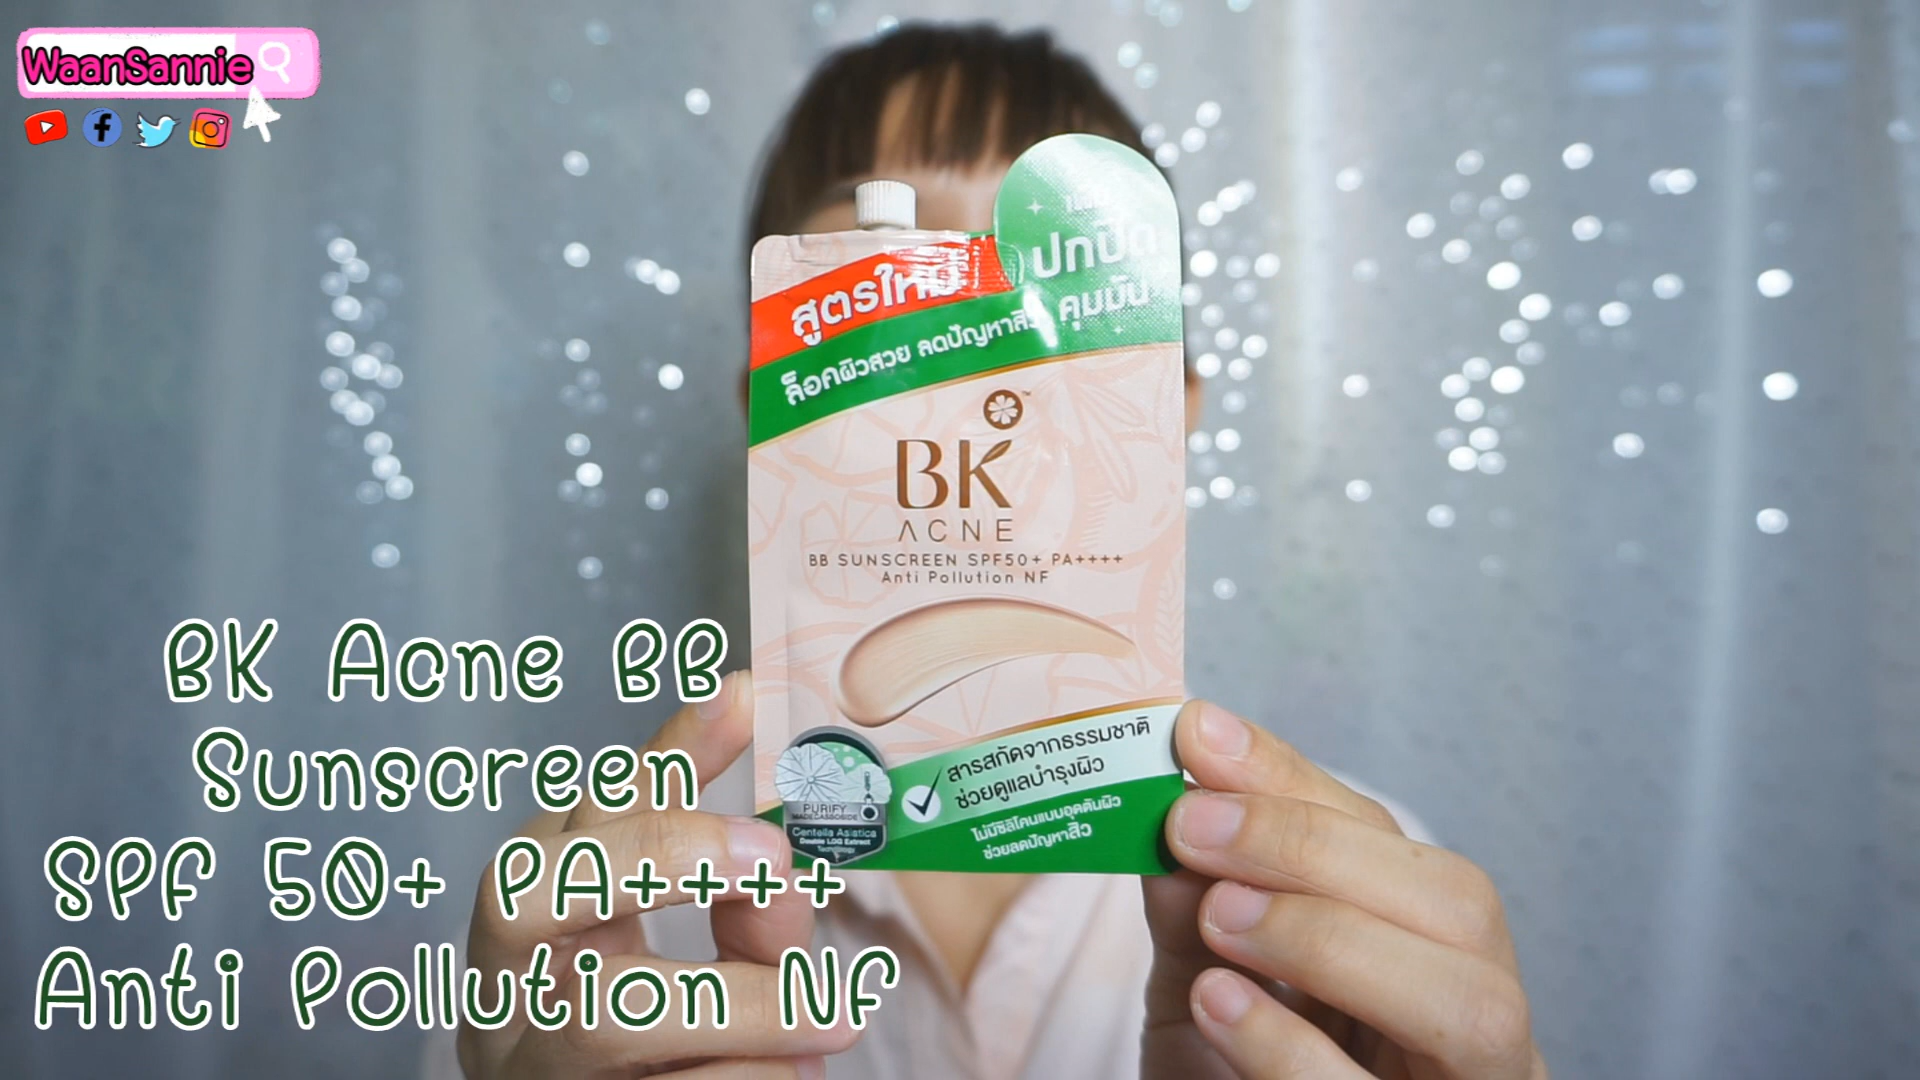 WaanSannie
ปกปิด
คุมมัน
สูตรใหม่
ล็อคผิวสวย ลดปัญหาสิว
BK
ACNE
BB SUNSCREEN SPF50+ PA++++
Anti Pollution NF
สารสกัดจากธรรมชาติ
ช่วยดูแลบำรุงผิว
ไม่มีซิลิโคนแบบอุดตันผิว
ช่วยลดปัญหาสิว
PURIFY
MADECASSOSIDE
Centella Asiatica
Double LOG Extract
Technology
BK Acne BB
Sunscreen
SPF 50+ PA++++
Anti Pollution NF